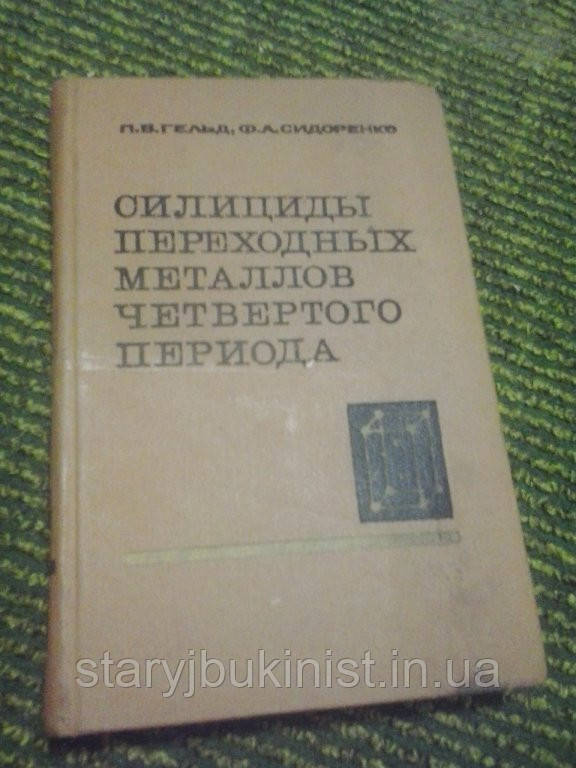 П.В.ГЕЛЬД, Ф.А.СИДОРЕНКО
СИЛИЦИДЫ
ПЕРЕХОДНЫХ
МЕТАЛЛОВ
ЧЕТВЕРТОГО
ПЕРИОДА
staryjbukinist.in.ua